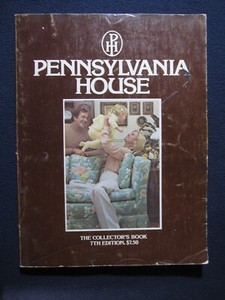 PH
PENNSYLVANIA
HOUSE
THE COLLECTOR'S BOOK
7TH EDITION, $7.50